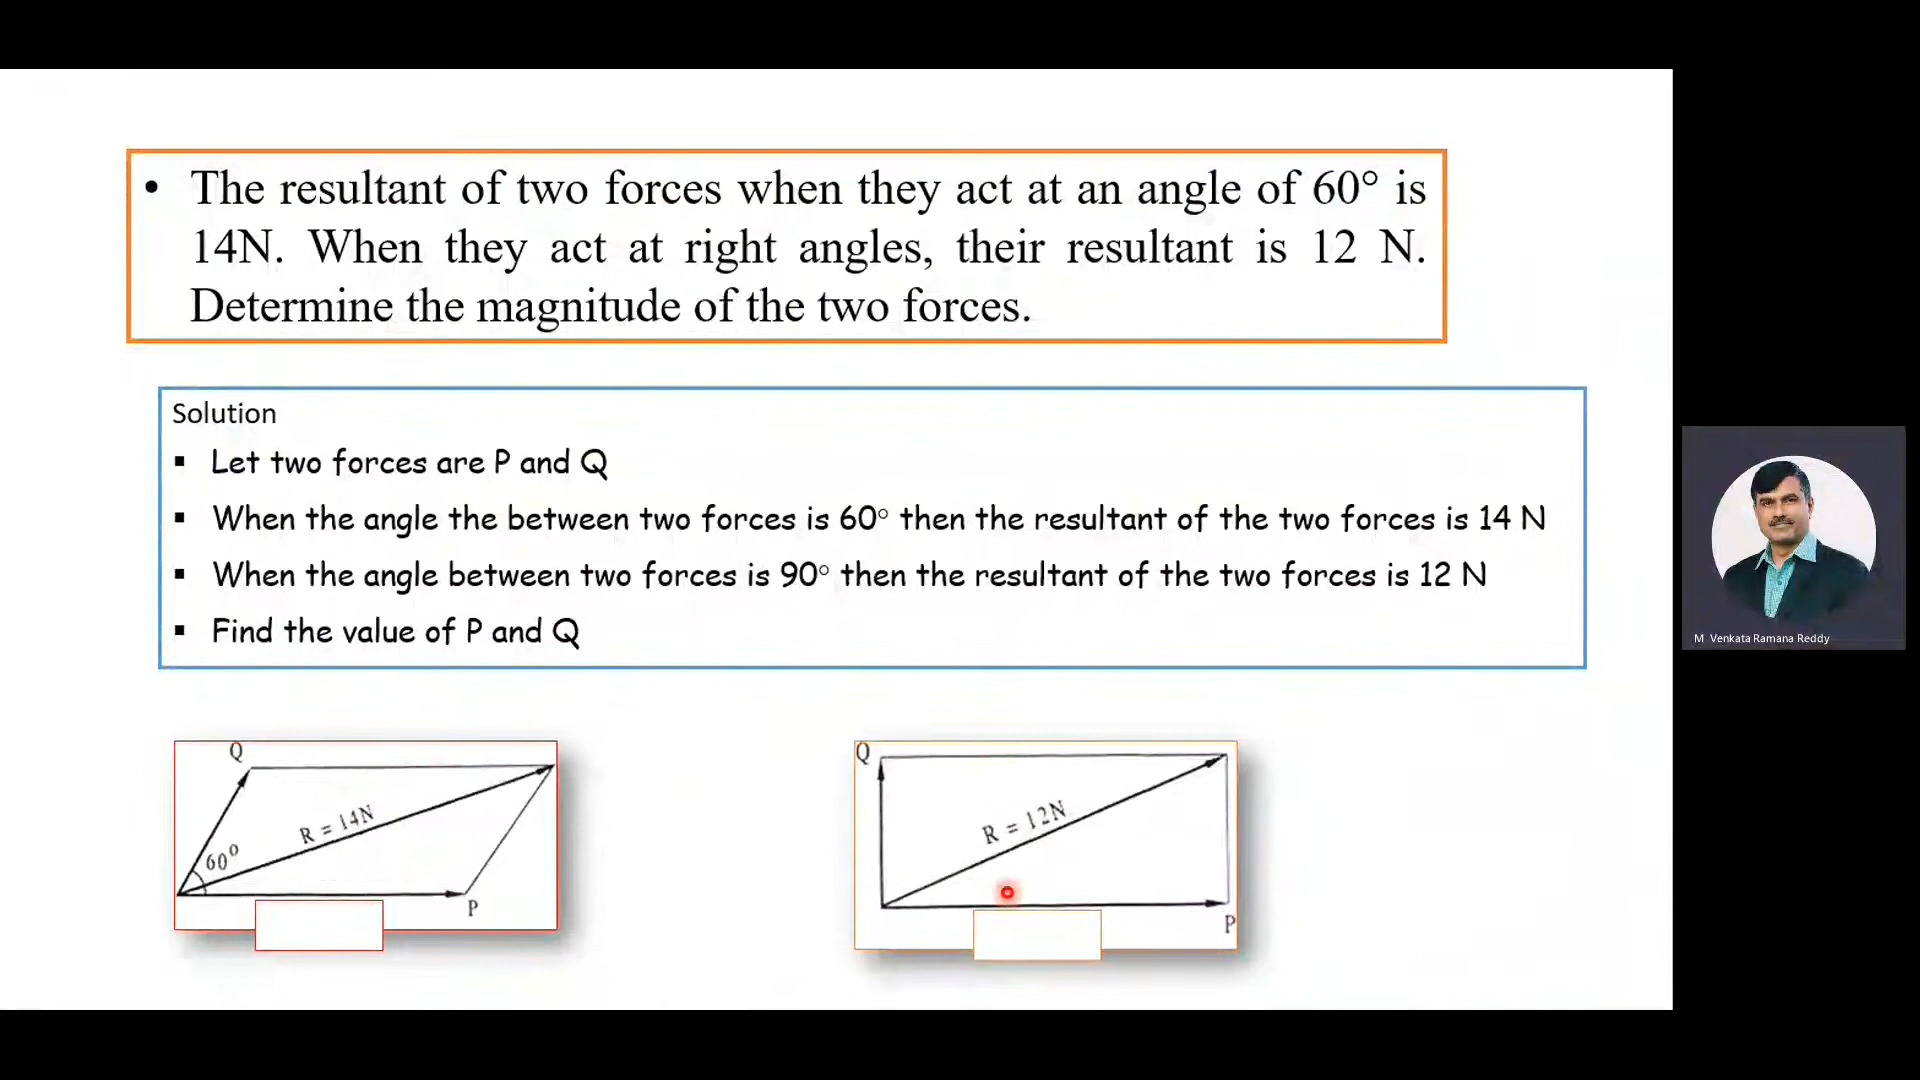 • The resultant of two forces when they act at an angle of 60° is
14N. When they act at right angles, their resultant is 12 N.
Determine the magnitude of the two forces.
Solution
▪ Let two forces are P and Q
▪ When the angle the between two forces is 60° then the resultant of the two forces is 14 N
▪ When the angle between two forces is 90° then the resultant of the two forces is 12 N
▪ Find the value of P and Q
M Venkata Ramana Reddy
Q
R = 14N
60°
P
Q
R = 12N
P